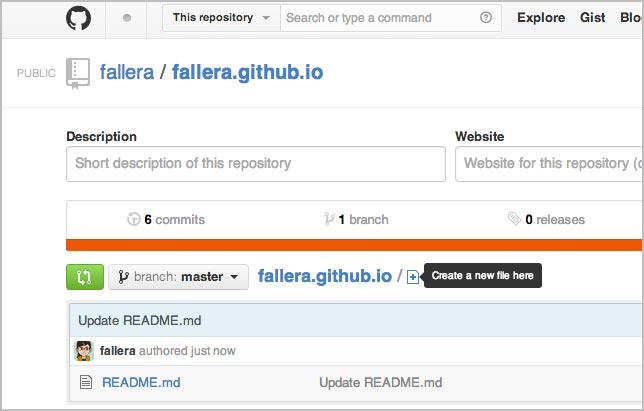 This repository Search or type a command Explore Gist Blo
PUBLIC fallera / fallera.github.io
Description Website
Short description of this repository Website for this repository (
6 commits 1 branch 0 releases
branch: master fallera.github.io / Create a new file here
Update README.md
fallera authored just now
README.md Update README.md